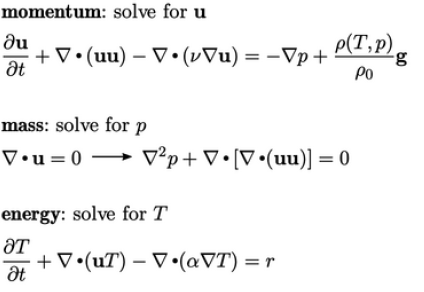 momentum: solve for u
∂u/∂t + ∇•(uu) − ∇•(ν∇u) = −∇p + ρ(T,p)/ρ₀ g
mass: solve for p
∇•u = 0 ⟶ ∇²p + ∇•[∇•(uu)] = 0
energy: solve for T
∂T/∂t + ∇•(uT) − ∇•(α∇T) = r